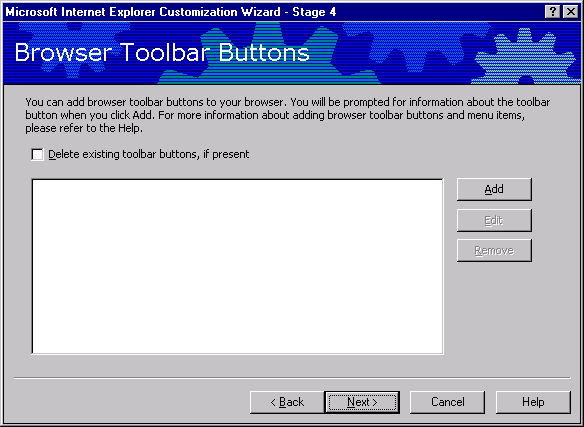 Microsoft Internet Explorer Customization Wizard - Stage 4
Browser Toolbar Buttons
You can add browser toolbar buttons to your browser. You will be prompted for information about the toolbar
button when you click Add. For more information about adding browser toolbar buttons and menu items,
please refer to the Help.
Delete existing toolbar buttons, if present
Add
Edit
Remove
< Back
Next >
Cancel
Help